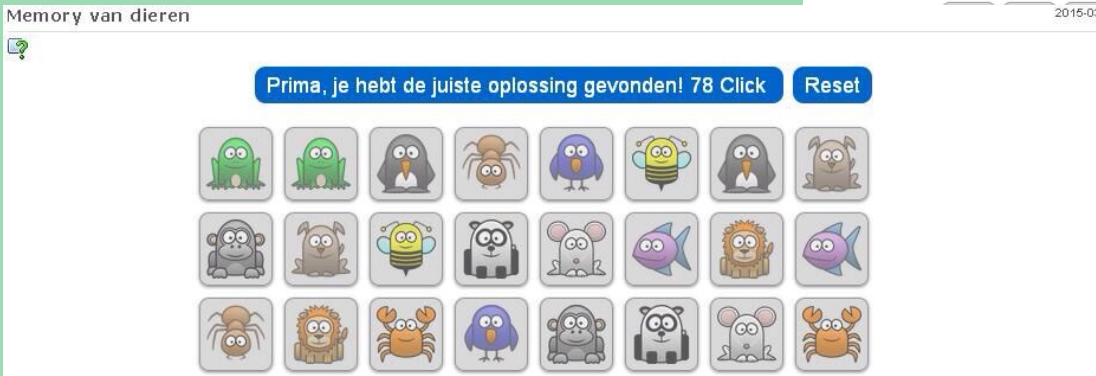 Memory van dieren
2015-03
Prima, je hebt de juiste oplossing gevonden! 78 Click
Reset